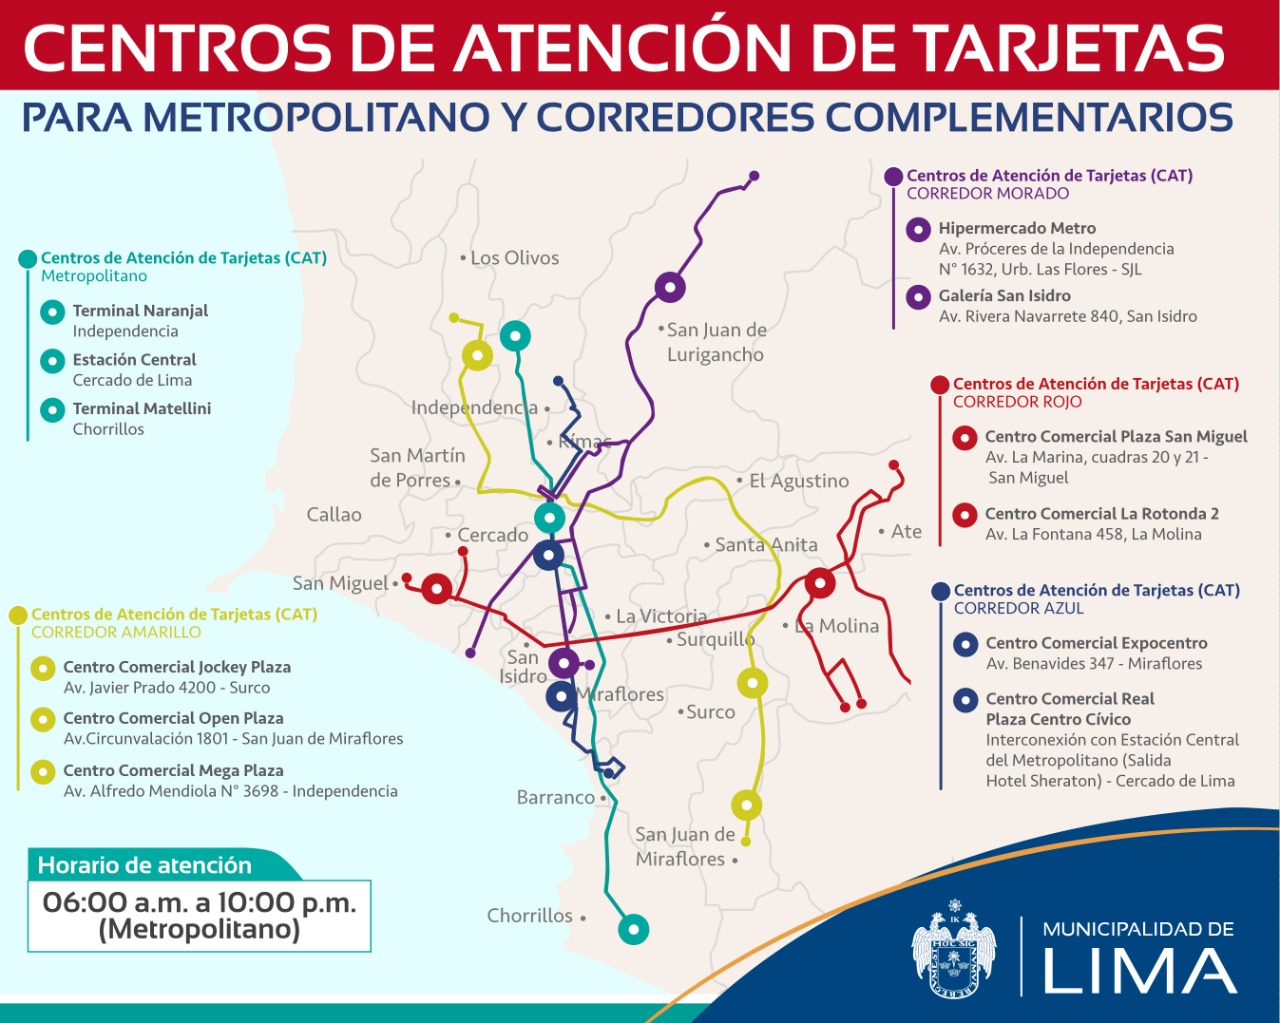 CENTROS DE ATENCIÓN DE TARJETAS
PARA METROPOLITANO Y CORREDORES COMPLEMENTARIOS
Centros de Atención de Tarjetas (CAT)
Metropolitano
Terminal Naranjal
Independencia
Estación Central
Cercado de Lima
Terminal Matellini
Chorrillos
Centros de Atención de Tarjetas (CAT)
CORREDOR AMARILLO
Centro Comercial Jockey Plaza
Av. Javier Prado 4200 - Surco
Centro Comercial Open Plaza
Av.Circunvalación 1801 - San Juan de Miraflores
Centro Comercial Mega Plaza
Av. Alfredo Mendiola N° 3698 - Independencia
Horario de atención
06:00 a.m. a 10:00 p.m.
(Metropolitano)
Los Olivos
San Juan de
Lurigancho
Independencia
Rímac
San Martín
de Porres
El Agustino
Callao
Cercado
Santa Anita
Ate
San Miguel
La Victoria
La Molina
Surquillo
San
Isidro
Miraflores
Surco
Barranco
San Juan de
Miraflores
Chorrillos
Centros de Atención de Tarjetas (CAT)
CORREDOR MORADO
Hipermercado Metro
Av. Próceres de la Independencia
N° 1632, Urb. Las Flores - SJL
Galería San Isidro
Av. Rivera Navarrete 840, San Isidro
Centros de Atención de Tarjetas (CAT)
CORREDOR ROJO
Centro Comercial Plaza San Miguel
Av. La Marina, cuadras 20 y 21 -
San Miguel
Centro Comercial La Rotonda 2
Av. La Fontana 458, La Molina
Centros de Atención de Tarjetas (CAT)
CORREDOR AZUL
Centro Comercial Expocentro
Av. Benavides 347 - Miraflores
Centro Comercial Real
Plaza Centro Cívico
Interconexión con Estación Central
del Metropolitano (Salida
Hotel Sheraton) - Cercado de Lima
IK
HOC SIG
MUNICIPALIDAD DE
LIMA